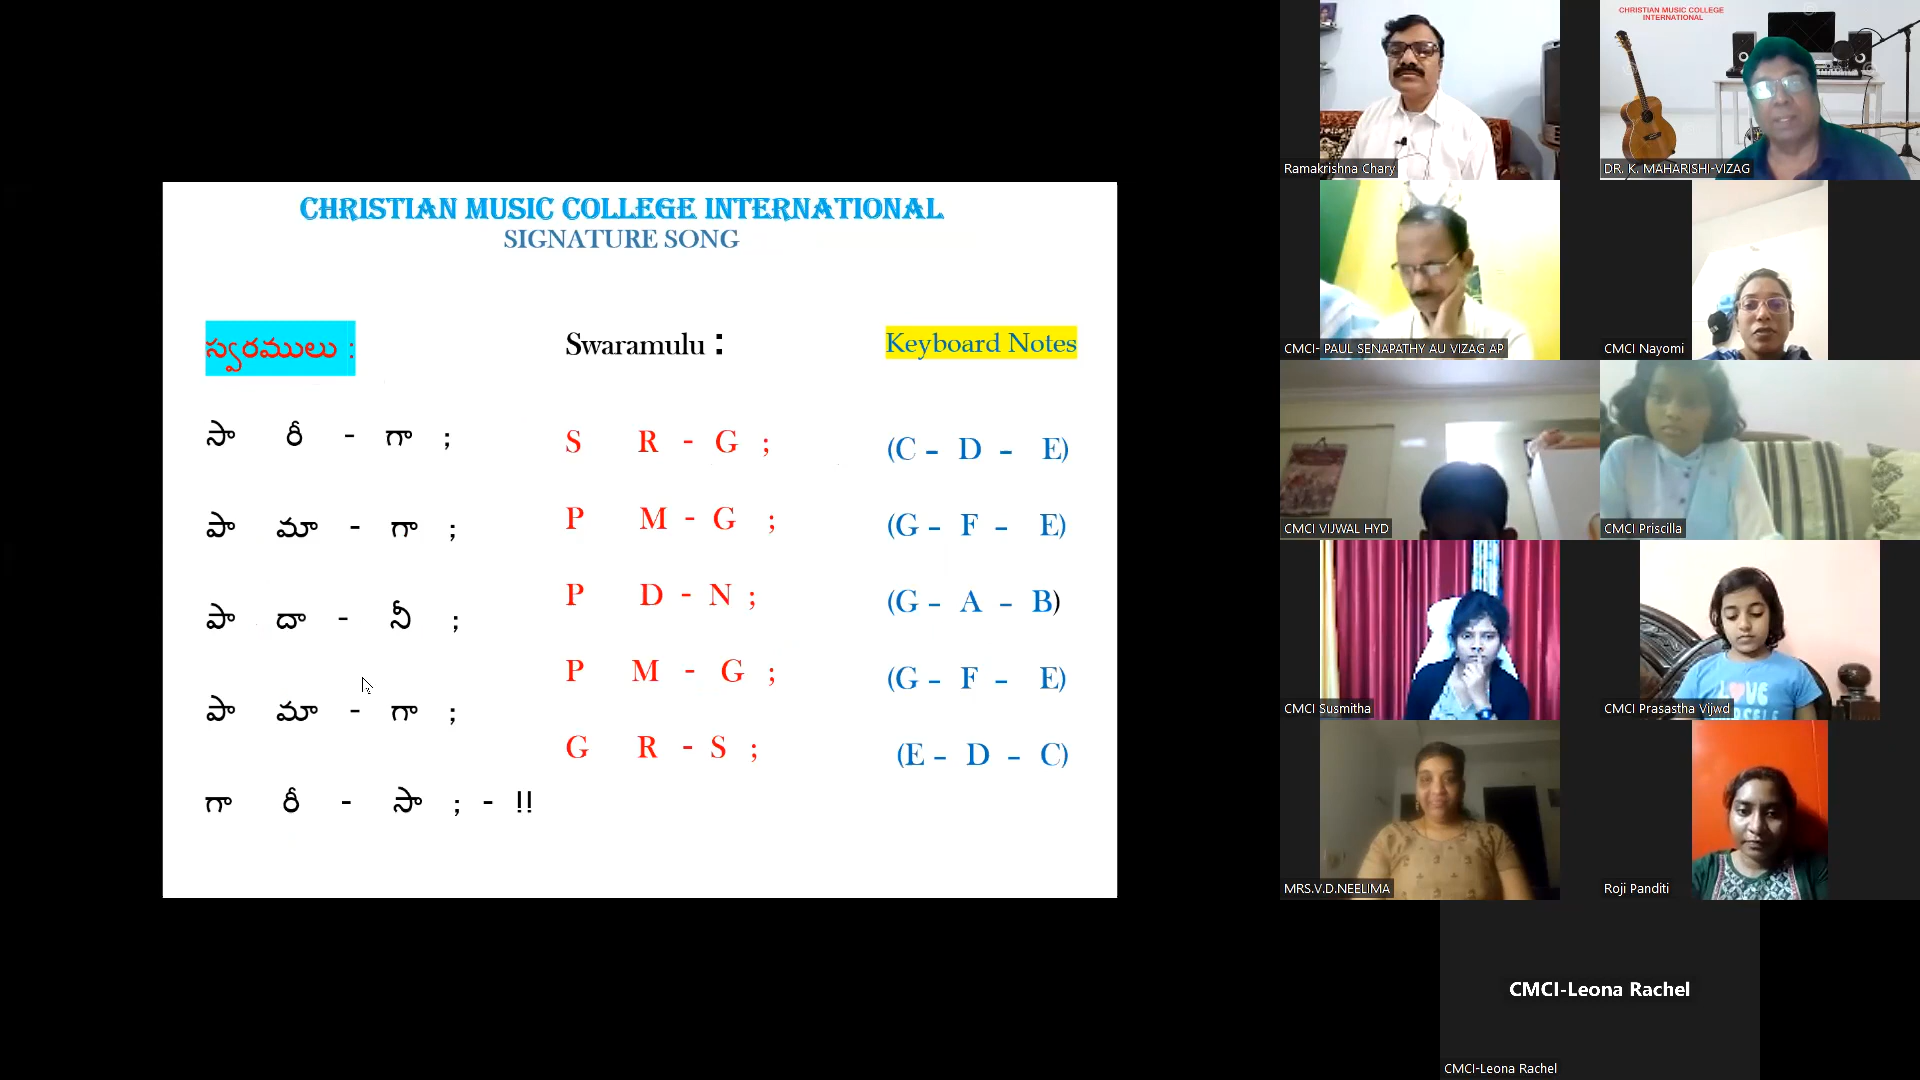 CHRISTIAN MUSIC COLLEGE INTERNATIONAL
SIGNATURE SONG
స్వరములు :
Swaramulu :
Keyboard Notes
సా రీ - గా ;
S R - G ;
(C – D – E)
పా మా - గా ;
P M - G ;
(G – F – E)
పా దా - నీ ;
P D - N ;
(G – A – B)
పా మా - గా ;
P M - G ;
(G – F – E)
గా రీ - సా ; - !!
G R - S ;
(E – D – C)
Ramakrishna Chary
CHRISTIAN MUSIC COLLEGE
INTERNATIONAL
DR. K. MAHARISHI-VIZAG
CMCI- PAUL SENAPATHY AU VIZAG AP
CMCI Nayomi
CMCI VIJWAL HYD
CMCI Priscilla
CMCI Susmitha
LOVE
CMCI Prasastha Vijwd
MRS.V.D.NEELIMA
Roji Panditi
CMCI-Leona Rachel
CMCI-Leona Rachel